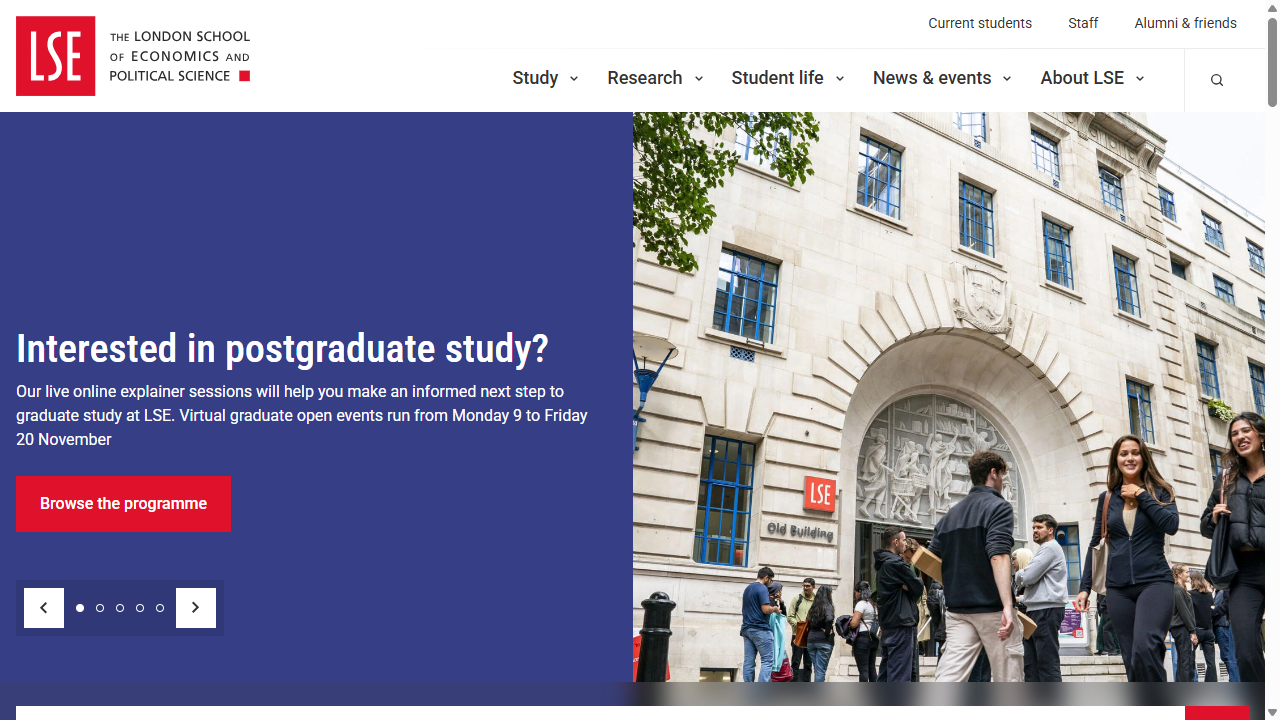 LSE
THE LONDON SCHOOL
OF ECONOMICS AND
POLITICAL SCIENCE
Current students
Staff
Alumni & friends
Study
Research
Student life
News & events
About LSE
Interested in postgraduate study?
Our live online explainer sessions will help you make an informed next step to
graduate study at LSE. Virtual graduate open events run from Monday 9 to Friday
20 November
Browse the programme
LSE
Old Building